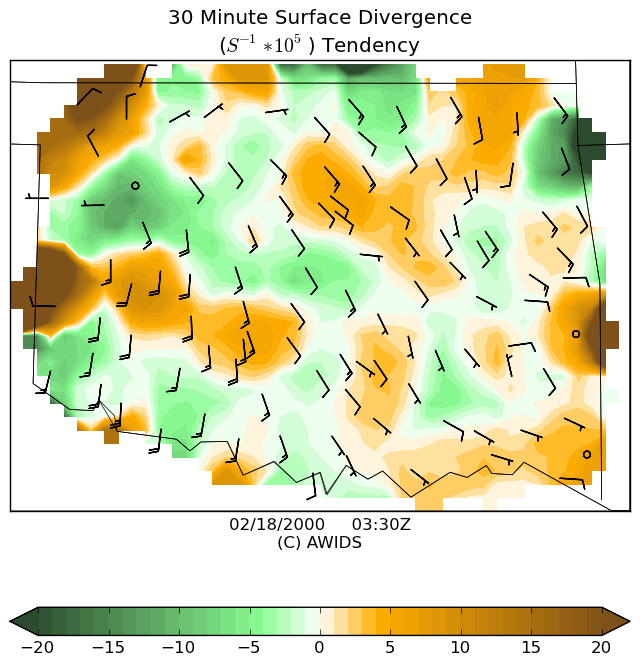 30 Minute Surface Divergence
(S⁻¹ * 10⁵ ) Tendency
02/18/2000 03:30Z
(C) AWIDS
−20 −15 −10 −5 0 5 10 15 20